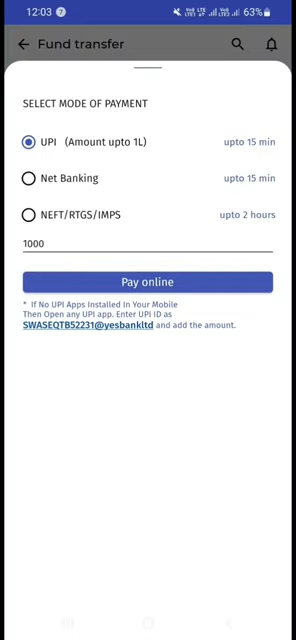 12:03 7 63%
Fund transfer
SELECT MODE OF PAYMENT
UPI (Amount upto 1L) upto 15 min
Net Banking upto 15 min
NEFT/RTGS/IMPS upto 2 hours
1000
Pay online
* If No UPI Apps Installed In Your Mobile
Then Open any UPI app. Enter UPI ID as
SWASEQTB52231@yesbankltd and add the amount.